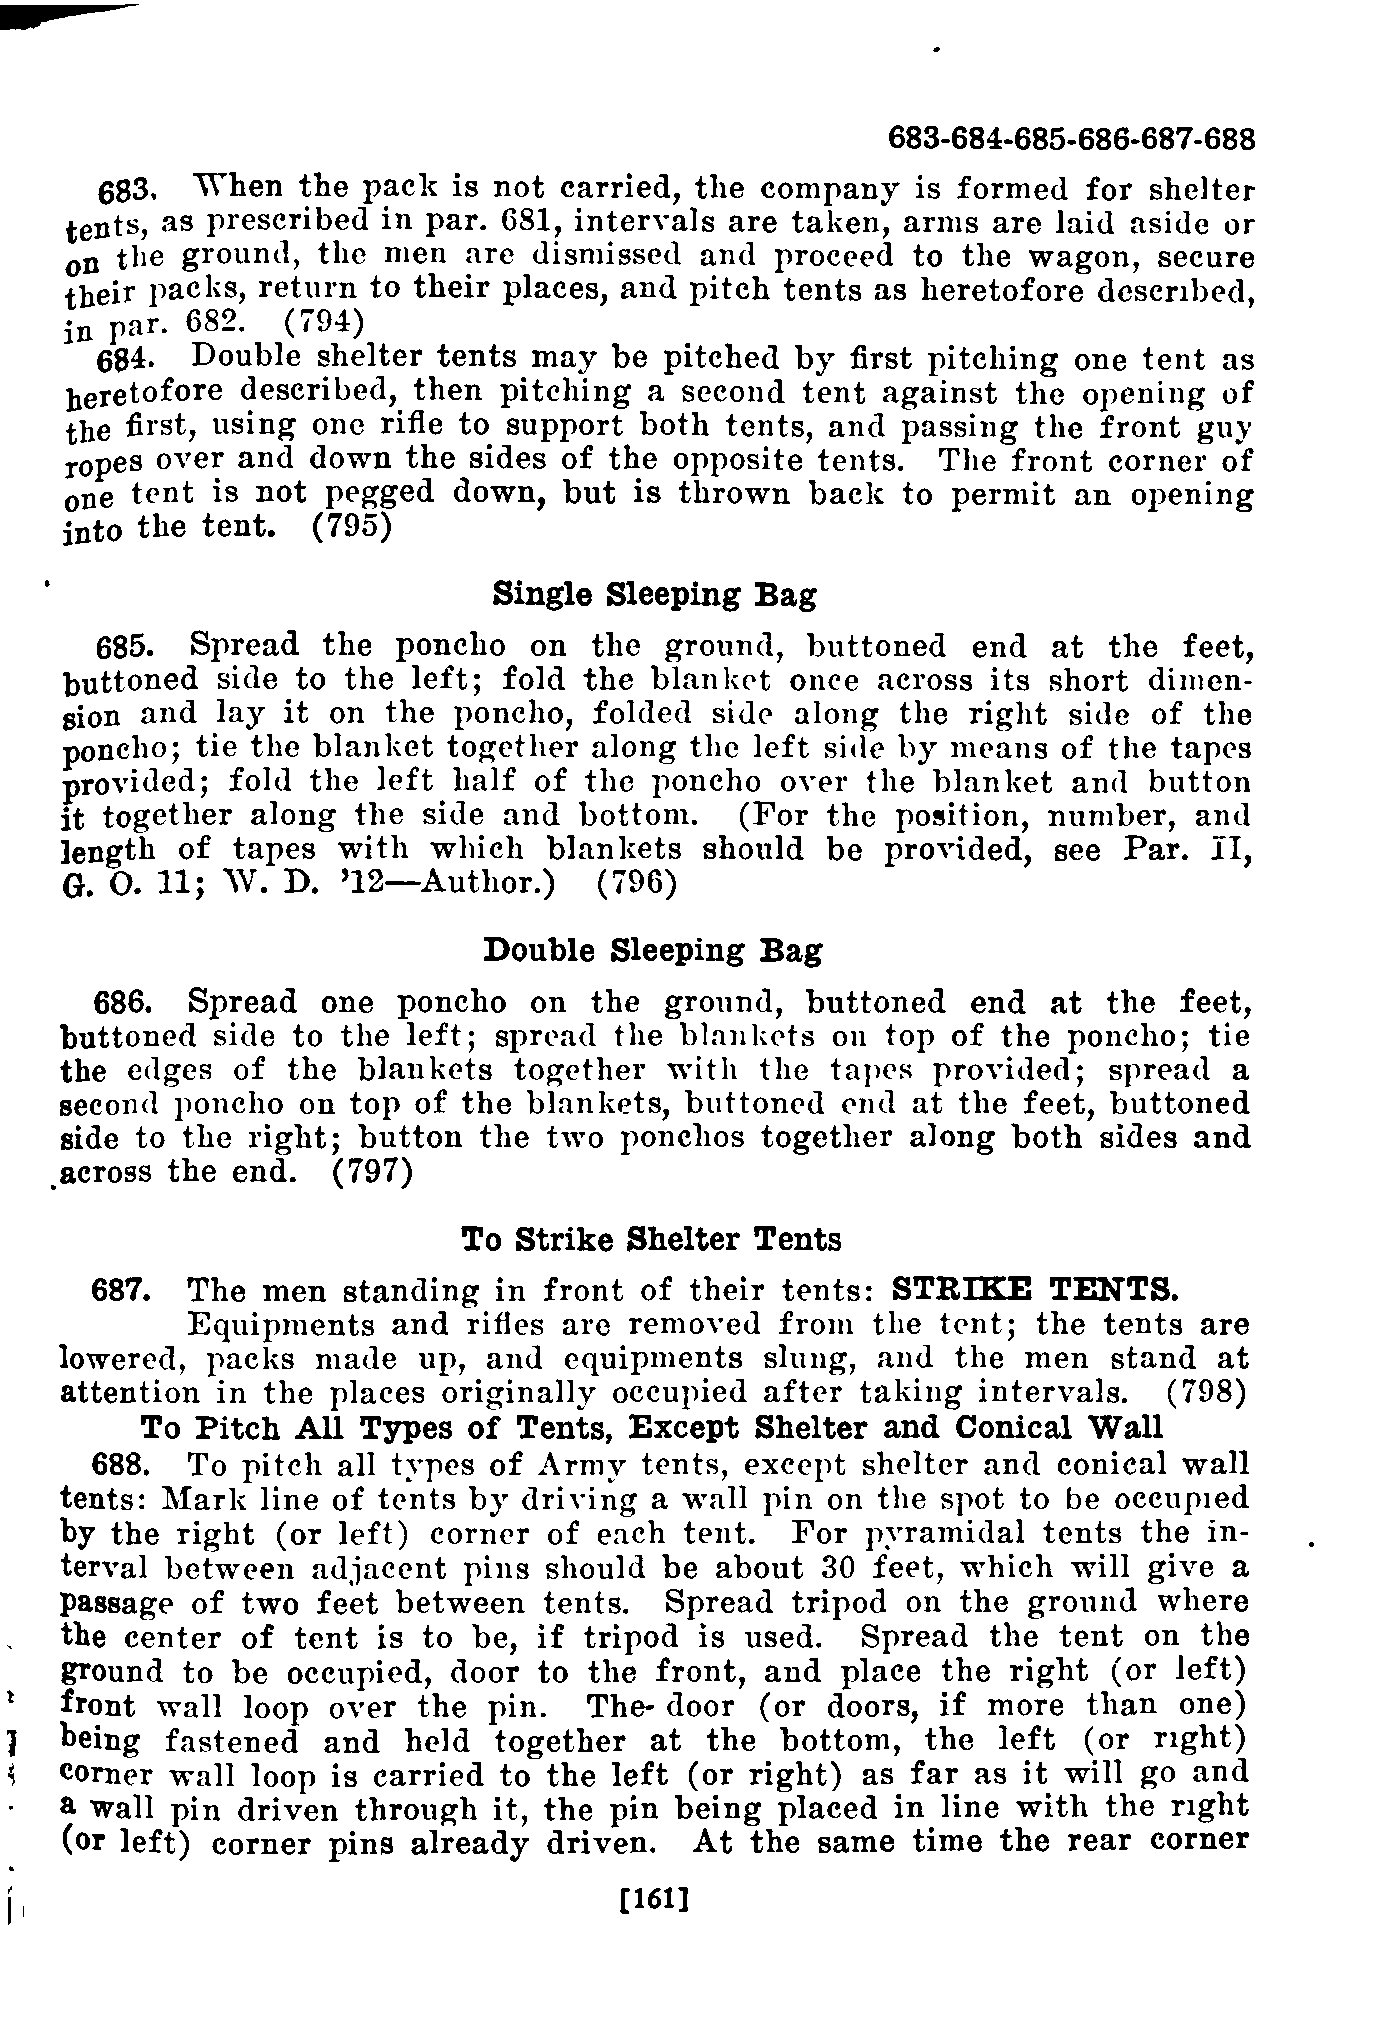 683-684-685-686-687-688
683. When the pack is not carried, the company is formed for shelter
tents, as prescribed in par. 681, intervals are taken, arms are laid aside or
on the ground, the men are dismissed and proceed to the wagon, secure
their packs, return to their places, and pitch tents as heretofore described,
in par. 682. (794)
684. Double shelter tents may be pitched by first pitching one tent as
heretofore described, then pitching a second tent against the opening of
the first, using one rifle to support both tents, and passing the front guy
ropes over and down the sides of the opposite tents. The front corner of
one tent is not pegged down, but is thrown back to permit an opening
into the tent. (795)
Single Sleeping Bag
685. Spread the poncho on the ground, buttoned end at the feet,
buttoned side to the left; fold the blanket once across its short dimen-
sion and lay it on the poncho, folded side along the right side of the
poncho; tie the blanket together along the left side by means of the tapes
provided; fold the left half of the poncho over the blanket and button
it together along the side and bottom. (For the position, number, and
length of tapes with which blankets should be provided, see Par. II,
G. O. 11; W. D. '12—Author.) (796)
Double Sleeping Bag
686. Spread one poncho on the ground, buttoned end at the feet,
buttoned side to the left; spread the blankets on top of the poncho; tie
the edges of the blankets together with the tapes provided; spread a
second poncho on top of the blankets, buttoned end at the feet, buttoned
side to the right; button the two ponchos together along both sides and
across the end. (797)
To Strike Shelter Tents
687. The men standing in front of their tents: STRIKE TENTS.
Equipments and rifles are removed from the tent; the tents are
lowered, packs made up, and equipments slung, and the men stand at
attention in the places originally occupied after taking intervals. (798)
To Pitch All Types of Tents, Except Shelter and Conical Wall
688. To pitch all types of Army tents, except shelter and conical wall
tents: Mark line of tents by driving a wall pin on the spot to be occupied
by the right (or left) corner of each tent. For pyramidal tents the in-
terval between adjacent pins should be about 30 feet, which will give a
passage of two feet between tents. Spread tripod on the ground where
the center of tent is to be, if tripod is used. Spread the tent on the
ground to be occupied, door to the front, and place the right (or left)
front wall loop over the pin. The door (or doors, if more than one)
being fastened and held together at the bottom, the left (or right)
corner wall loop is carried to the left (or right) as far as it will go and
a wall pin driven through it, the pin being placed in line with the right
(or left) corner pins already driven. At the same time the rear corner
[161]